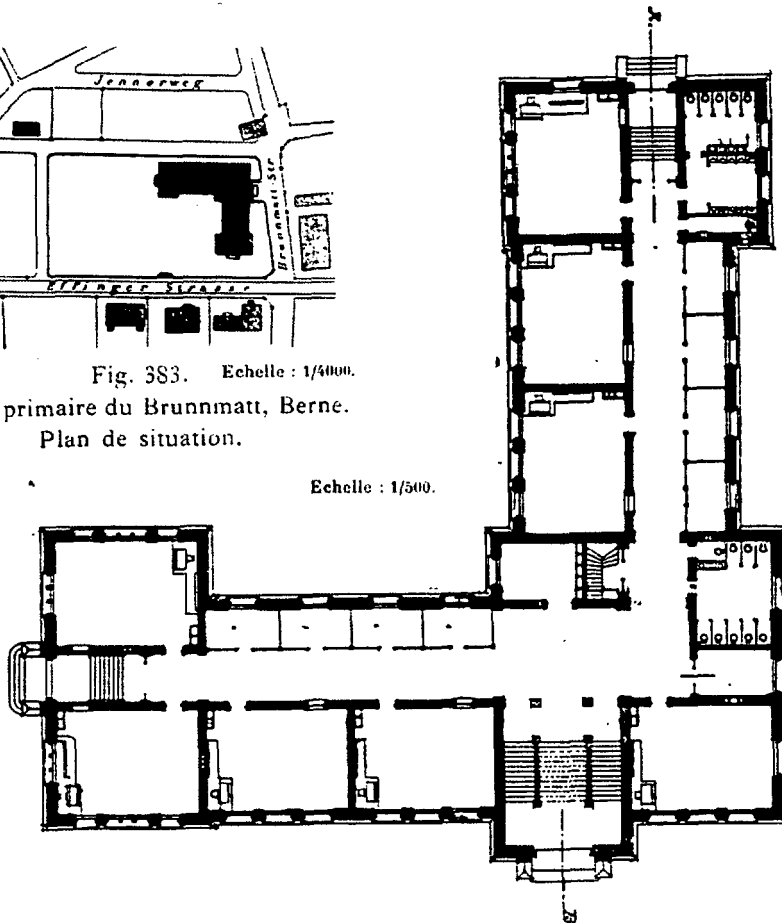 Jennerweg
Brunnmatt-Str
Effinger Strasse
Fig. 383. Echelle : 1/4000.
primaire du Brunnmatt, Berne.
Plan de situation.
Echelle : 1/500.